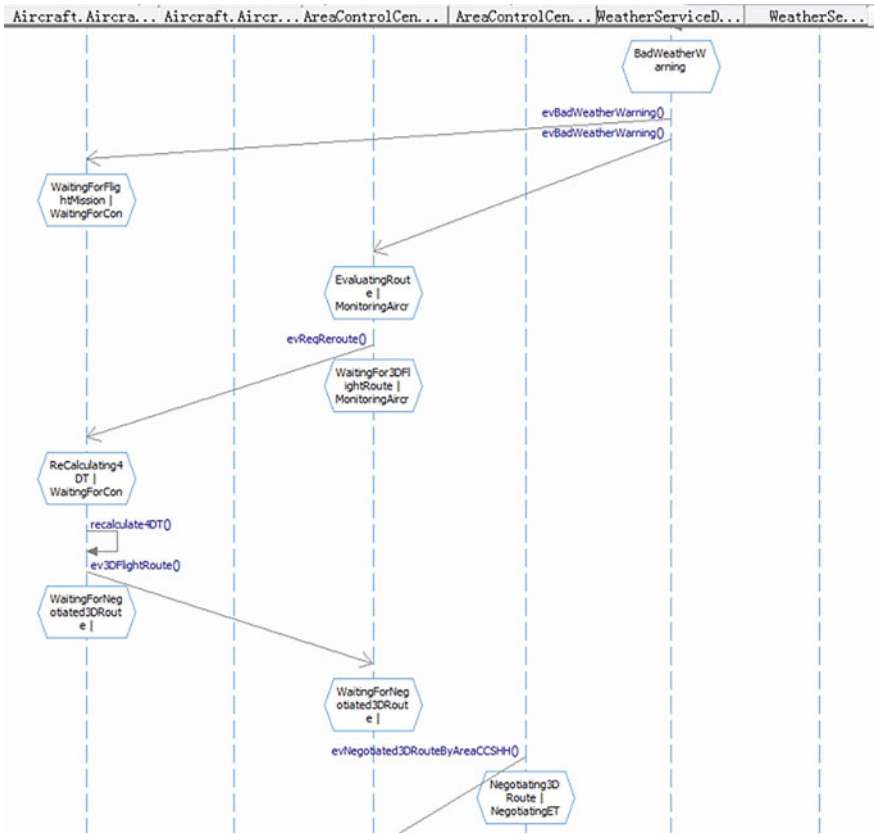 Aircraft.Aircra... Aircraft.Aircr... AreaControlCen... AreaControlCen... WeatherServiceD... WeatherSe...
BadWeatherW
arning
evBadWeatherWarning()
evBadWeatherWarning()
WaitingForFlig
htMission |
WaitingForCon
EvaluatingRout
e |
MonitoringAircr
evReqReroute()
WaitingFor3DFl
ightRoute |
MonitoringAircr
ReCalculating4
DT |
WaitingForCon
recalculate4DT()
ev3DFlightRoute()
WaitingForNeg
otiated3DRout
e |
WaitingForNeg
otiated3DRout
e |
evNegotiated3DRouteByAreaCCSHH()
Negotiating3D
Route |
NegotiatingET